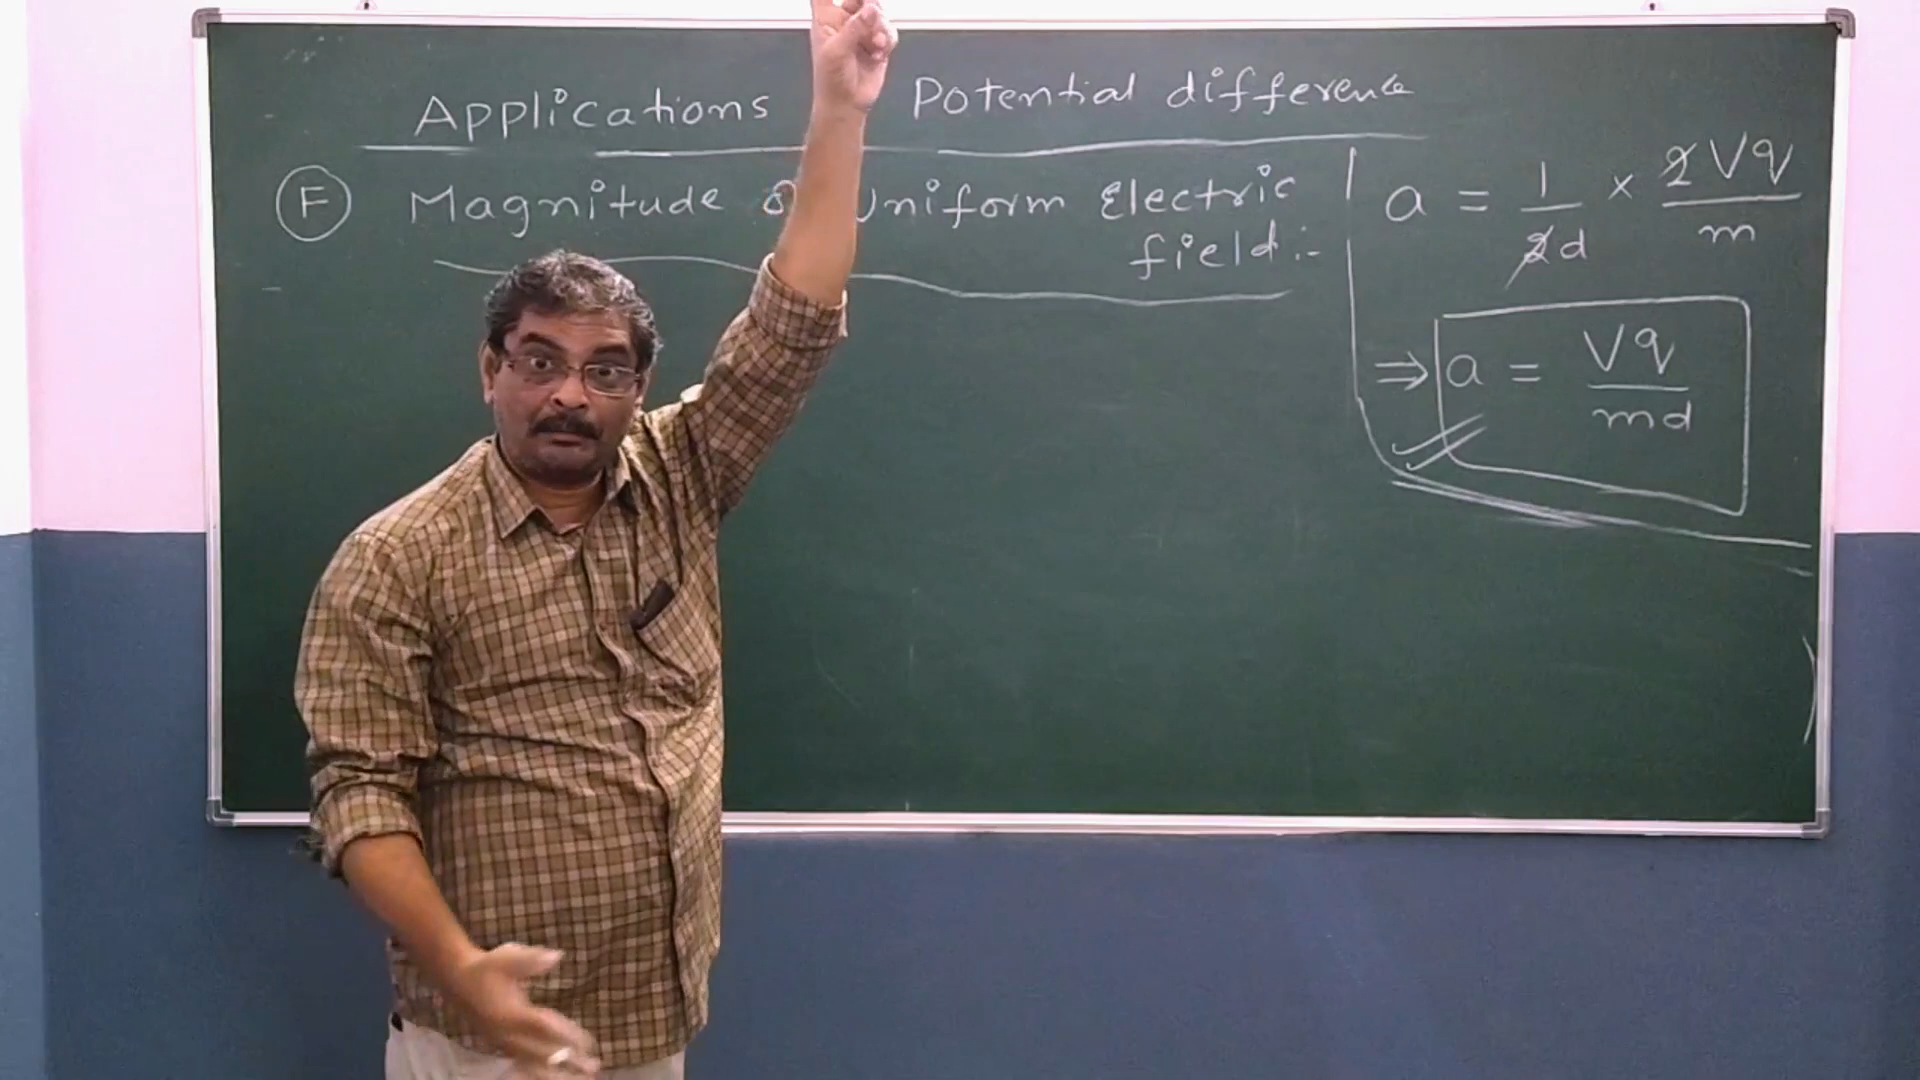 Applications Potential difference
(F) Magnitude Uniform Electric
field :-
a = 1/2d × 2Vq/m
⇒ a = Vq/md